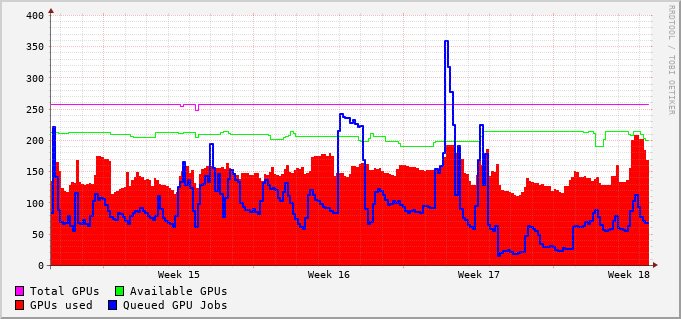 400
350
300
250
200
150
100
50
0
Week 15 Week 16 Week 17 Week 18
Total GPUs Available GPUs
GPUs used Queued GPU Jobs
RRDTOOL / TOBI OETIKER